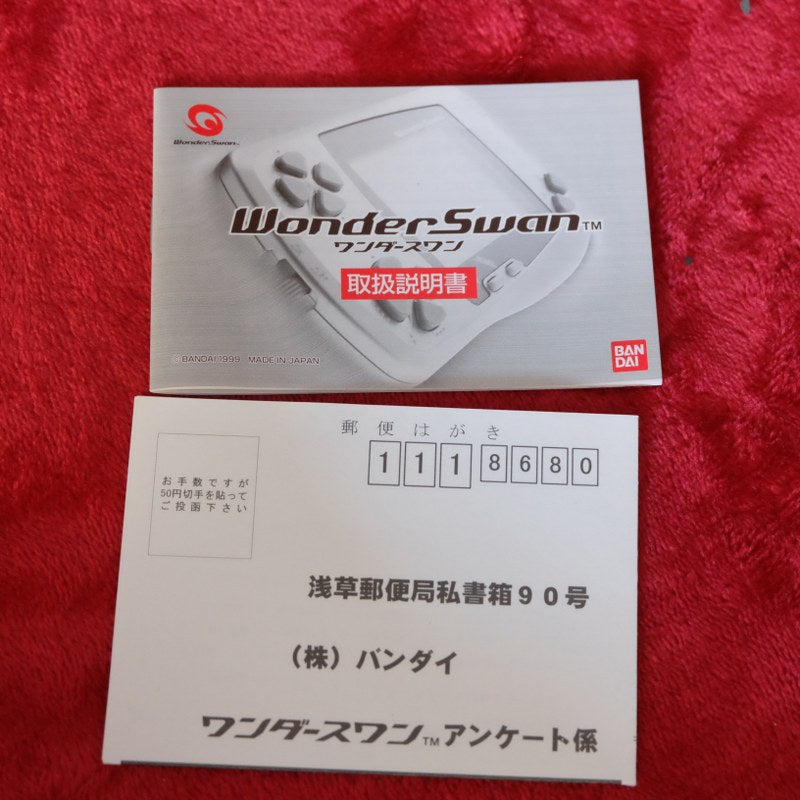 WonderSwan™
WonderSwan™
ワンダースワン
取扱説明書
©BANDAI 1999 MADE IN JAPAN
BAN
DAI
郵便はがき
1118680
お手数ですが
50円切手を貼って
ご投函下さい
浅草郵便局私書箱90号
（株）バンダイ
ワンダースワン™アンケート係